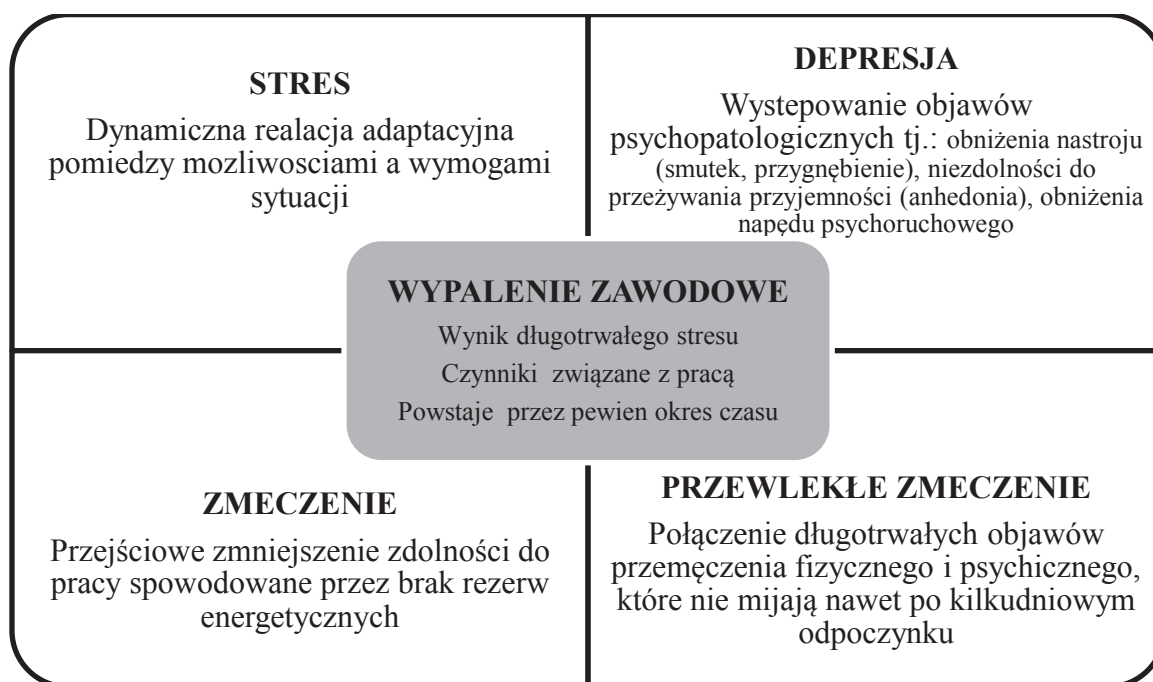 STRES
Dynamiczna realacja adaptacyjna
pomiedzy mozliwosciami a wymogami
sytuacji
DEPRESJA
Wystepowanie objawów
psychopatologicznych tj.: obniżenia nastroju
(smutek, przygnębienie), niezdolności do
przeżywania przyjemności (anhedonia), obniżenia
napędu psychoruchowego
WYPALENIE ZAWODOWE
Wynik długotrwałego stresu
Czynniki związane z pracą
Powstaje przez pewien okres czasu
ZMECZENIE
Przejściowe zmniejszenie zdolności do
pracy spowodowane przez brak rezerw
energetycznych
PRZEWLEKŁE ZMECZENIE
Połączenie długotrwałych objawów
przemęczenia fizycznego i psychicznego,
które nie mijają nawet po kilkudniowym
odpoczynku